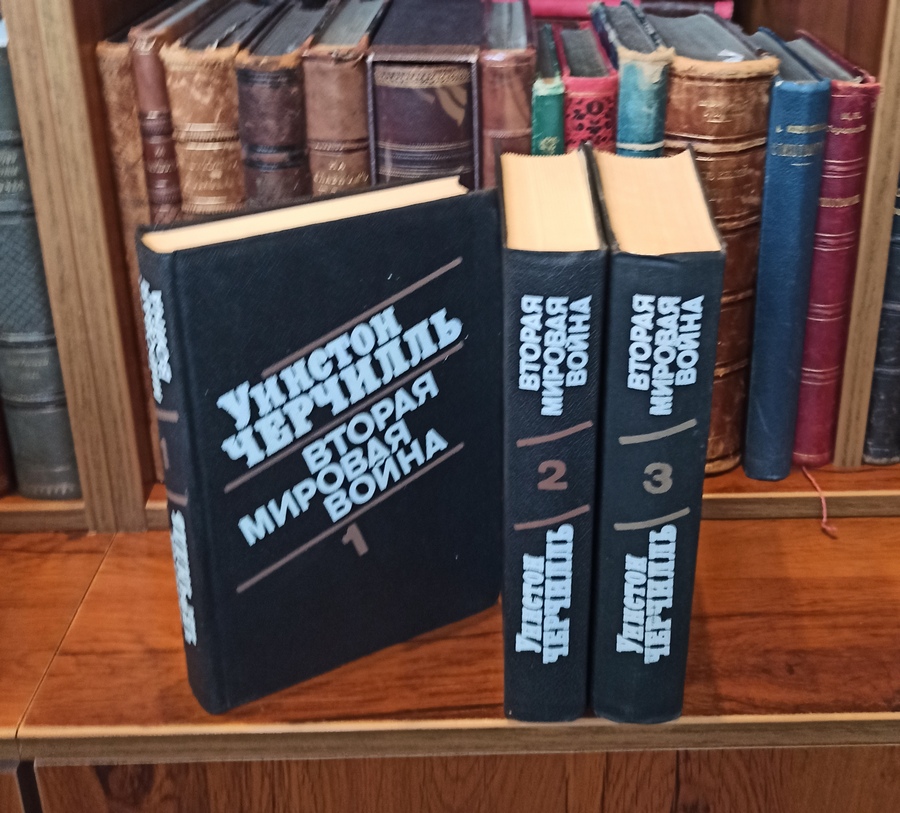 Уинстон
ЧЕРЧИЛЛЬ
ВТОРАЯ
МИРОВАЯ
ВОЙНА
1
ВТОРАЯ
МИРОВАЯ
ВОЙНА
2
Уинстон
ЧЕРЧИЛЛЬ
ВТОРАЯ
МИРОВАЯ
ВОЙНА
3
Уинстон
ЧЕРЧИЛЛЬ